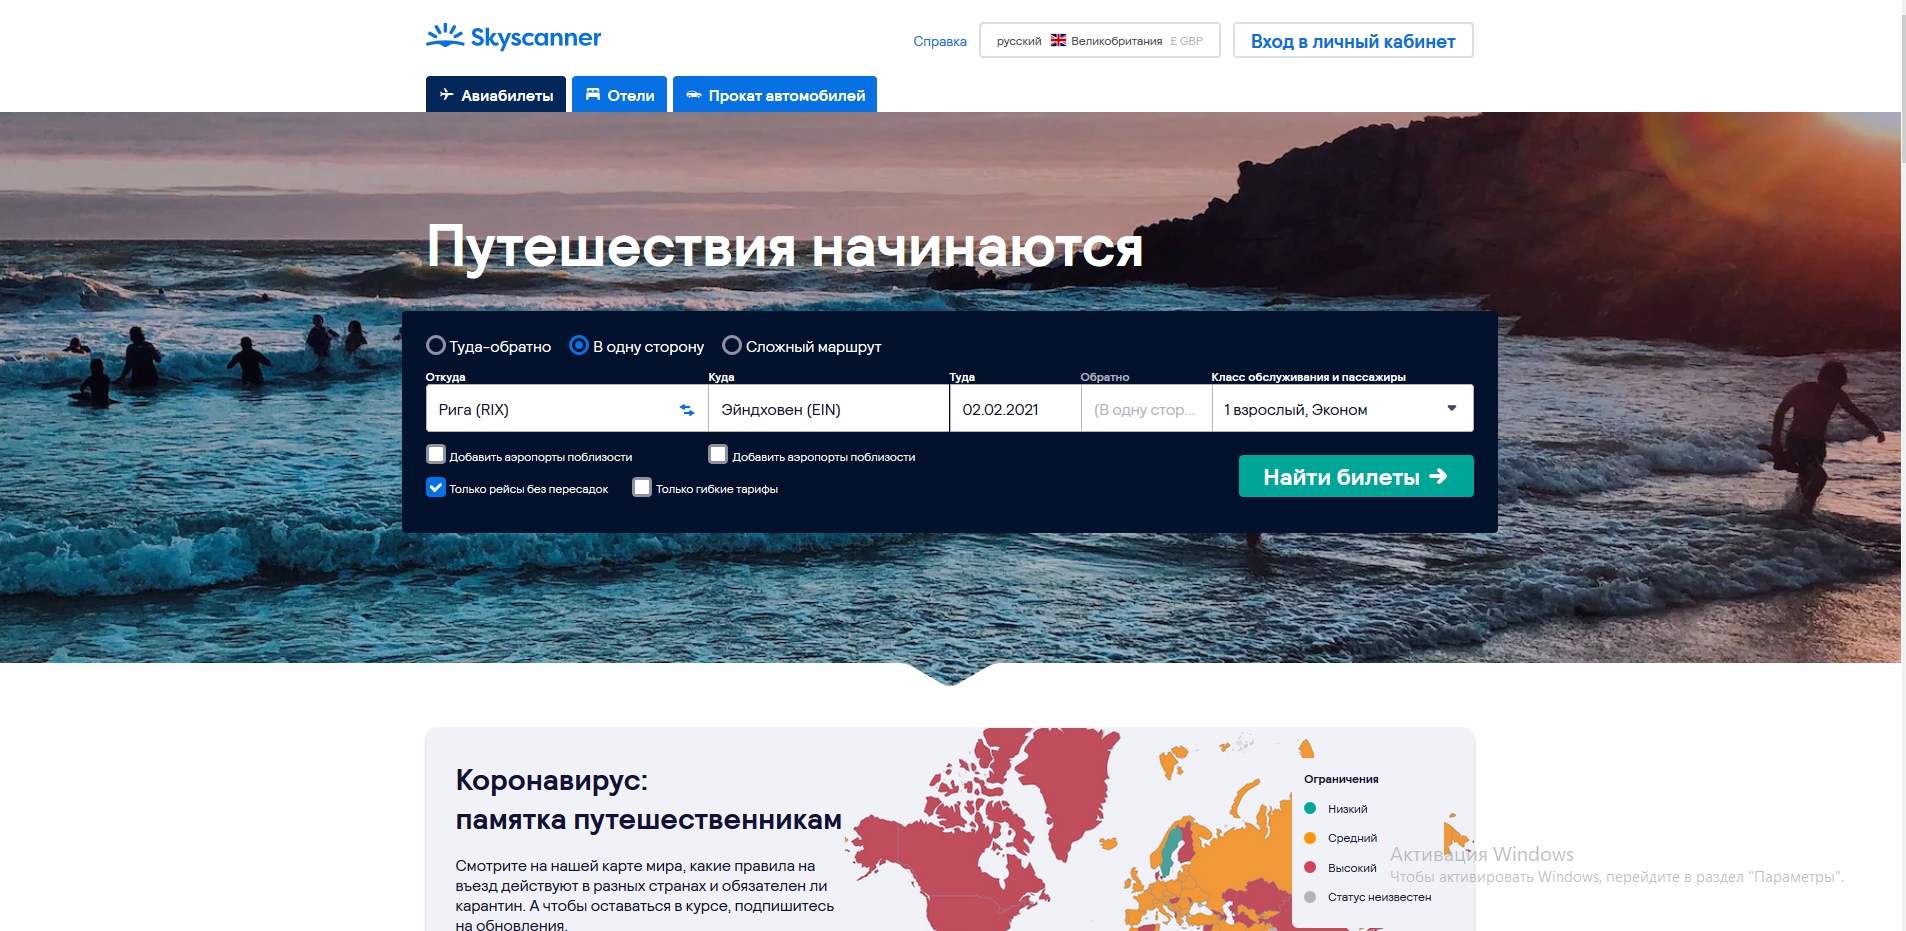 Skyscanner
Справка
русский Великобритания £ GBP
Вход в личный кабинет
Авиабилеты
Отели
Прокат автомобилей
Путешествия начинаются
Туда-обратно
В одну сторону
Сложный маршрут
Откуда
Куда
Туда
Обратно
Класс обслуживания и пассажиры
Рига (RIX)
Эйндховен (EIN)
02.02.2021
(В одну стор...
1 взрослый, Эконом
Добавить аэропорты поблизости
Добавить аэропорты поблизости
Только рейсы без пересадок
Только гибкие тарифы
Найти билеты
Коронавирус:
памятка путешественникам
Смотрите на нашей карте мира, какие правила на
въезд действуют в разных странах и обязателен ли
карантин. А чтобы оставаться в курсе, подпишитесь
на обновления.
Ограничения
Низкий
Средний
Высокий
Статус неизвестен
Активация Windows
Чтобы активировать Windows, перейдите в раздел "Параметры".